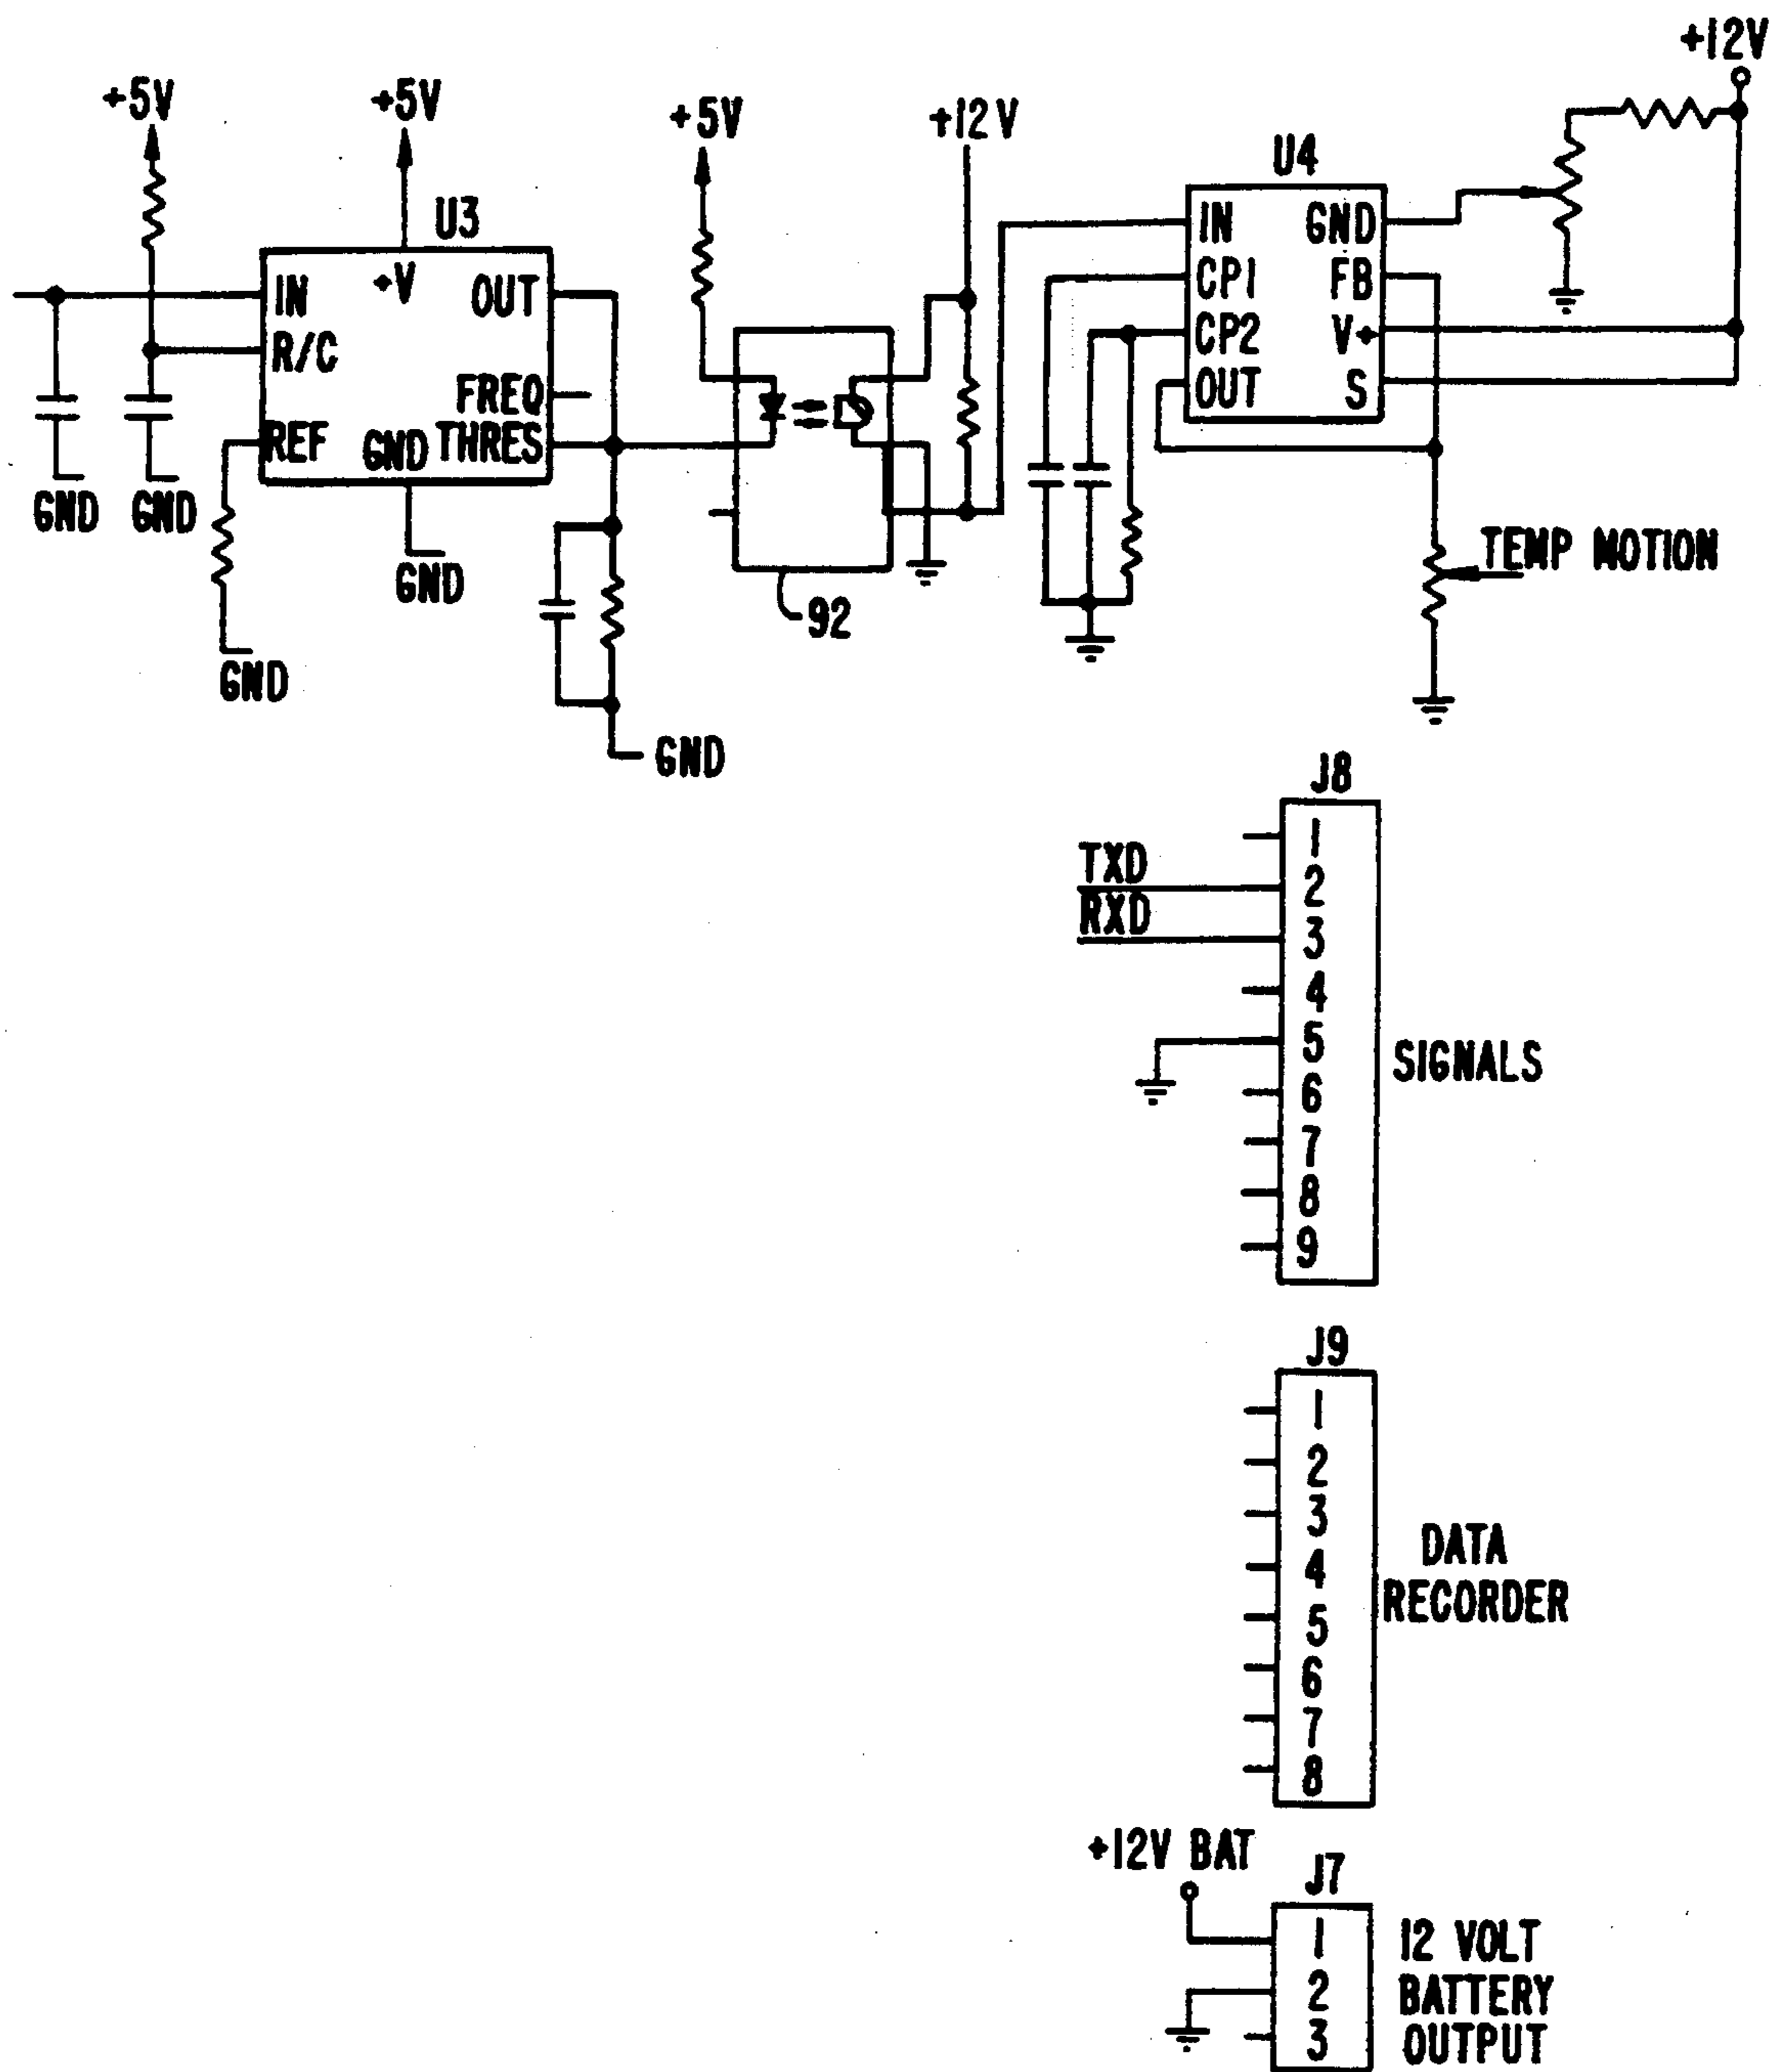 +5V
+5V
+5V
+12V
+12V
U3
IN
+V
OUT
R/C
FREQ
REF
GND
THRES
GND
GND
GND
GND
GND
92
U4
IN
GND
CP1
FB
CP2
V+
OUT
S
TEMP MOTION
J8
TXD
RXD
1
2
3
4
5
6
7
8
9
SIGNALS
J9
1
2
3
4
5
6
7
8
DATA
RECORDER
+12V BAT
J7
1
2
3
12 VOLT
BATTERY
OUTPUT